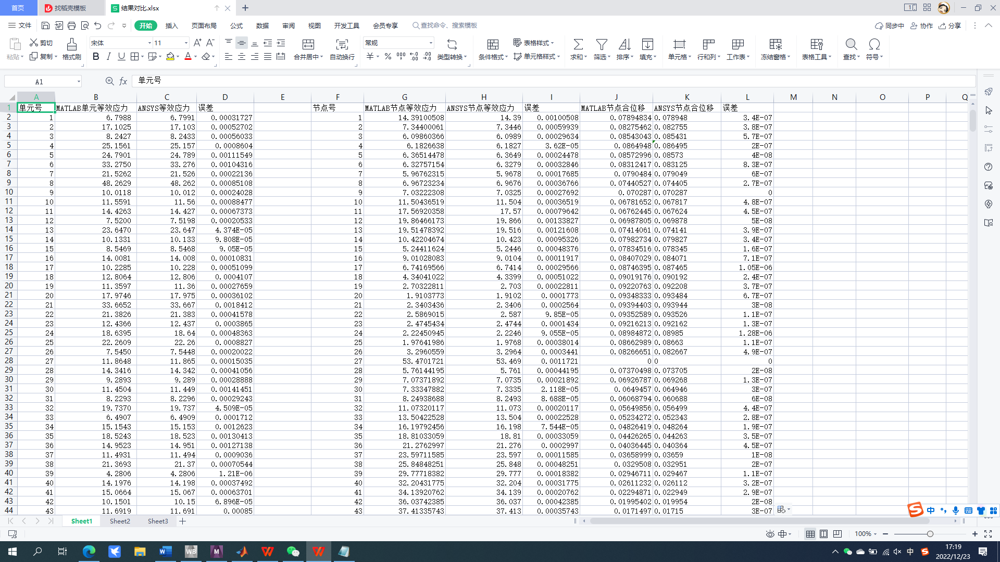 首页 找稻壳模板 结果对比.xlsx
文件 开始 插入 页面布局 公式 数据 审阅 视图 开发工具 会员专享 查找命令、搜索模板 同步中 协作 分享
粘贴 剪切 复制 格式刷 宋体 11 合并居中 自动换行 常规 类型转换 条件格式 表格样式 单元格样式 求和 筛选 排序 填充 单元格 行和列 工作表 冻结窗格 表格工具 查找 符号
A1 fx 单元号
A B C D E F G H I J K L M N O P Q
1 单元号 MATLAB单元等效应力 ANSYS等效应力 误差 节点号 MATLAB节点等效应力 ANSYS节点等效应力 误差 MATLAB节点合位移 ANSYS节点合位移 误差
2 1 6.7988 6.7991 0.00031727 1 14.39100508 14.39 0.00100508 0.07894834 0.078948 3.4E-07
3 2 17.1025 17.103 0.00052702 2 7.34400061 7.3446 0.00059939 0.08275462 0.082755 3.8E-07
4 3 8.2427 8.2433 0.00056033 3 6.09860366 6.0989 0.00029634 0.08543043 0.085431 5.7E-07
5 4 25.1561 25.157 0.0008604 4 6.1826638 6.1827 3.62E-05 0.0864948 0.086495 2E-07
6 5 24.7901 24.789 0.00111549 5 6.36514478 6.3649 0.00024478 0.08572996 0.08573 4E-08
7 6 33.2750 33.276 0.00104316 6 6.32757154 6.3279 0.00032846 0.08312417 0.083125 8.3E-07
8 7 21.5262 21.526 0.00022136 7 5.96762315 5.9678 0.00017685 0.0790484 0.079049 6E-07
9 8 48.2629 48.262 0.00085108 8 6.96723234 6.9676 0.00036766 0.07440527 0.074405 2.7E-07
10 9 10.0118 10.012 0.00024028 9 7.03222308 7.0325 0.00027692 0.070287 0.070287 0
11 10 11.5591 11.56 0.00088477 10 11.50436519 11.504 0.00036519 0.06781652 0.067817 4.8E-07
12 11 14.4263 14.427 0.00067373 11 17.56920358 17.57 0.00079642 0.06762445 0.067624 4.5E-07
13 12 7.5200 7.5198 0.00020533 12 19.86466173 19.866 0.00133827 0.06987805 0.069878 5E-08
14 13 23.6470 23.647 4.374E-05 13 19.51478392 19.516 0.00121608 0.07414061 0.074141 3.9E-07
15 14 10.1331 10.133 9.808E-05 14 10.42204674 10.423 0.00095326 0.07982734 0.079827 3.4E-07
16 15 8.5469 8.5468 9.05E-05 15 5.24411624 5.2446 0.00048376 0.07834516 0.078345 1.6E-07
17 16 14.0081 14.008 0.00010831 16 9.01028083 9.0104 0.00011917 0.08407029 0.084071 7.1E-07
18 17 10.2285 10.228 0.00051099 17 6.74169566 6.7414 0.00029566 0.08746395 0.087465 1.05E-06
19 18 12.8064 12.806 0.0004107 18 4.34041022 4.3399 0.00051022 0.09019176 0.090192 2.4E-07
20 19 11.3597 11.36 0.00027659 19 2.70322811 2.703 0.00022811 0.09220763 0.092208 3.7E-07
21 20 17.9746 17.975 0.00036102 20 1.9103773 1.9102 0.0001773 0.09348333 0.093484 6.7E-07
22 21 33.6652 33.667 0.0018412 21 2.3403436 2.3406 0.0002564 0.09394403 0.093944 3E-08
23 22 21.3826 21.383 0.00041578 22 2.5869015 2.587 9.85E-05 0.09352589 0.093526 1.1E-07
24 23 12.4366 12.437 0.0003865 23 2.4745434 2.4744 0.0001434 0.09216213 0.092162 1.3E-07
25 24 18.6395 18.64 0.00048363 24 2.22450945 2.2246 9.055E-05 0.08984872 0.08985 1.28E-06
26 25 22.2609 22.26 0.0008827 25 1.97641986 1.9768 0.00038014 0.08662989 0.08663 1.1E-07
27 26 7.5450 7.5448 0.00020022 26 3.2960559 3.2964 0.0003441 0.08266651 0.082667 4.9E-07
28 27 11.8648 11.865 0.00015035 27 53.4701721 53.469 0.0011721 0 0 0
29 28 14.3416 14.342 0.00041056 28 5.76144195 5.761 0.00044195 0.07370498 0.073705 2E-08
30 29 9.2893 9.289 0.00028888 29 7.07371892 7.0735 0.00021892 0.06926787 0.069268 1.3E-07
31 30 11.4504 11.449 0.00141451 30 7.33347882 7.3335 2.118E-05 0.0649457 0.064946 3E-07
32 31 8.2293 8.2296 0.00029243 31 8.24938688 8.2493 8.688E-05 0.06068794 0.060688 6E-08
33 32 19.7370 19.737 4.509E-05 32 11.07320117 11.073 0.00020117 0.05649856 0.056499 4.4E-07
34 33 6.4907 6.4909 0.0001712 33 13.50422528 13.504 0.00022528 0.05234272 0.052343 2.8E-07
35 34 15.1543 15.153 0.0012623 34 16.19792456 16.198 7.544E-05 0.04826419 0.048264 1.9E-07
36 35 18.5243 18.523 0.00130413 35 18.81033059 18.81 0.00033059 0.04426265 0.044263 3.5E-07
37 36 14.9523 14.951 0.00127138 36 21.2762997 21.276 0.0002997 0.04036445 0.040364 4.5E-07
38 37 11.4931 11.494 0.0009036 37 23.59711585 23.597 0.00011585 0.03658999 0.03659 1E-08
39 38 21.3693 21.37 0.00070544 38 25.84848251 25.848 0.00048251 0.0329508 0.032951 2E-07
40 39 4.2806 4.2806 1.21E-06 39 29.77718382 29.777 0.00018382 0.02946711 0.029467 1.1E-07
41 40 14.1976 14.198 0.00037492 40 32.20431775 32.204 0.00031775 0.02611232 0.026112 3.2E-07
42 41 15.0664 15.067 0.00063701 41 34.13920762 34.139 0.00020762 0.02294871 0.022949 2.9E-07
43 42 10.1501 10.15 6.896E-05 42 36.03742385 36.037 0.00042385 0.01995402 0.019954 2E-08
44 43 11.6919 11.691 0.00085 43 37.41335743 37.413 0.00035743 0.0171497 0.01715 3E-07
Sheet1 Sheet2 Sheet3
100%
中
17:19
2022/12/23